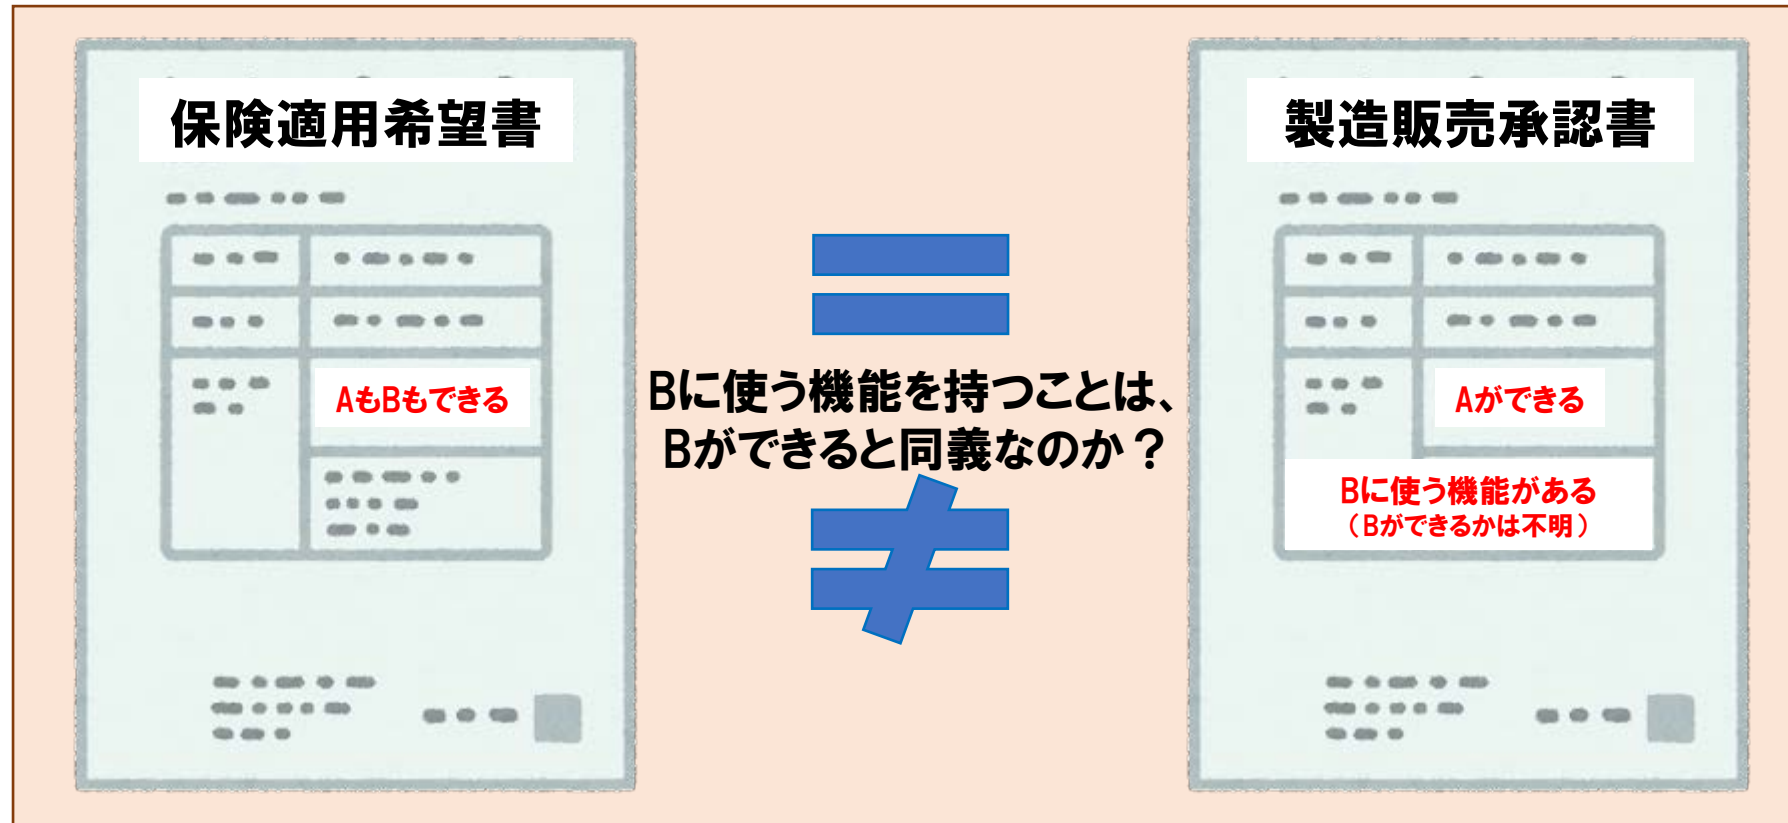 保険適用希望書
AもBもできる
Bに使う機能を持つことは、
Bができると同義なのか？
製造販売承認書
Aができる
Bに使う機能がある
（Bができるかは不明）